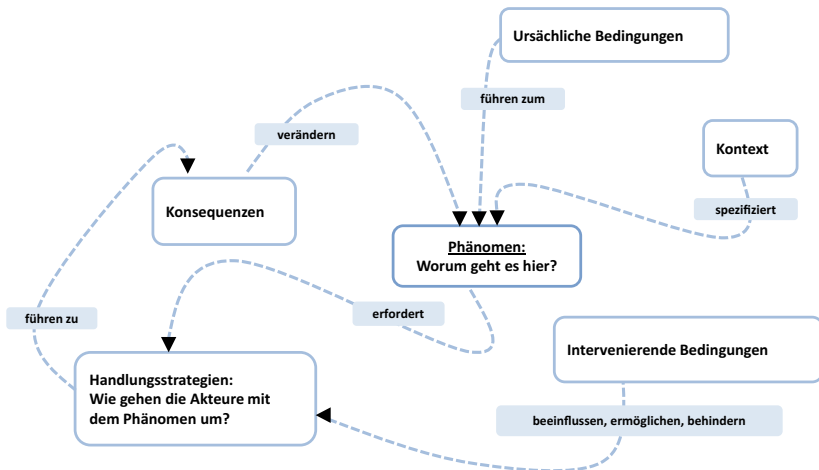 Ursächliche Bedingungen
führen zum
verändern
Kontext
Konsequenzen
spezifiziert
Phänomen:
Worum geht es hier?
führen zu
erfordert
Intervenierende Bedingungen
Handlungsstrategien:
Wie gehen die Akteure mit
dem Phänomen um?
beeinflussen, ermöglichen, behindern